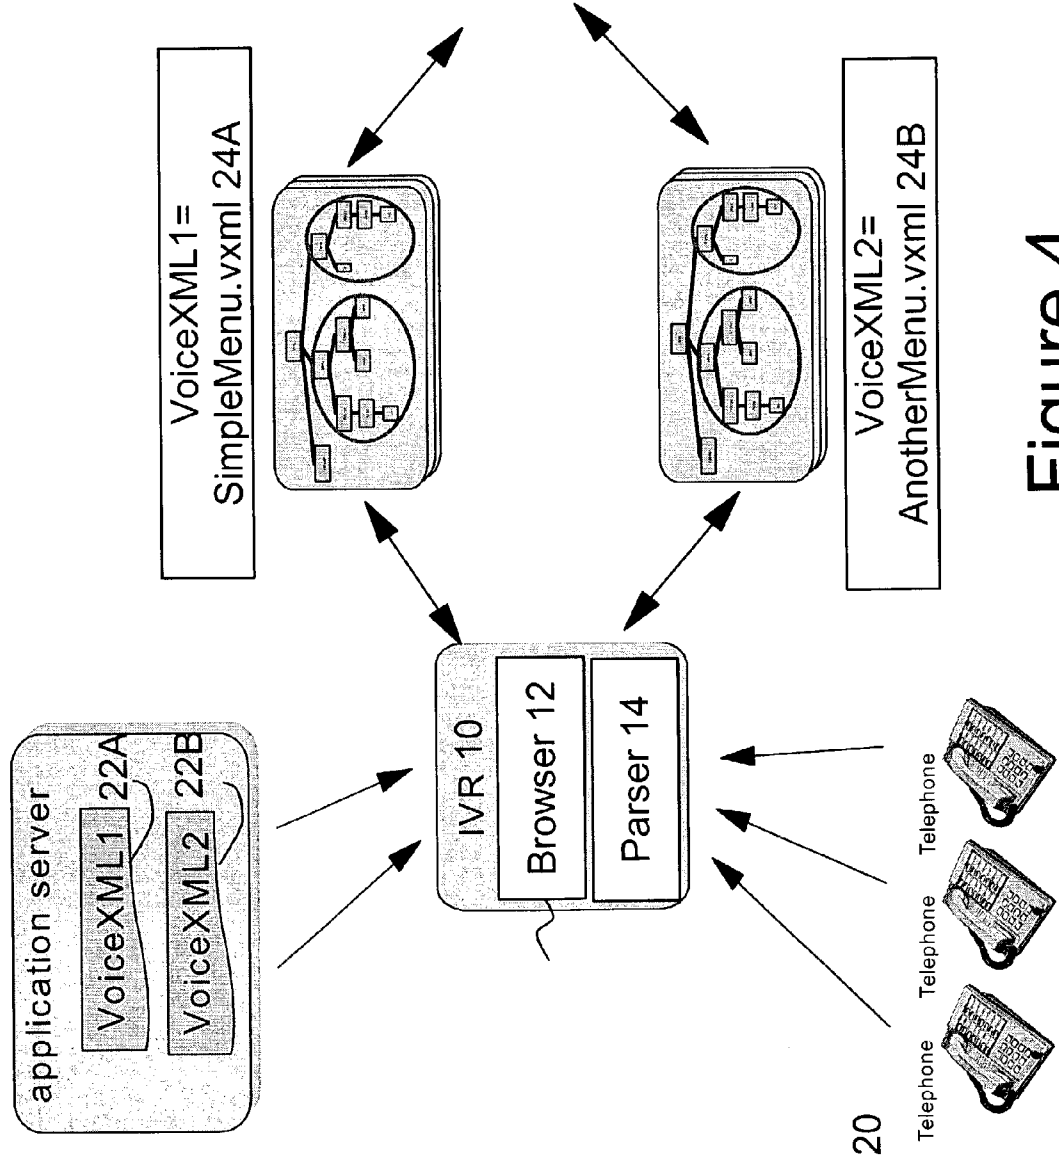 application server
VoiceXML1 22A
VoiceXML2 22B
IVR 10
Browser 12
Parser 14
20
Telephone
Telephone
Telephone
VoiceXML1=
SimpleMenu.vxml 24A
VoiceXML2=
AnotherMenu.vxml 24B
Figure 4